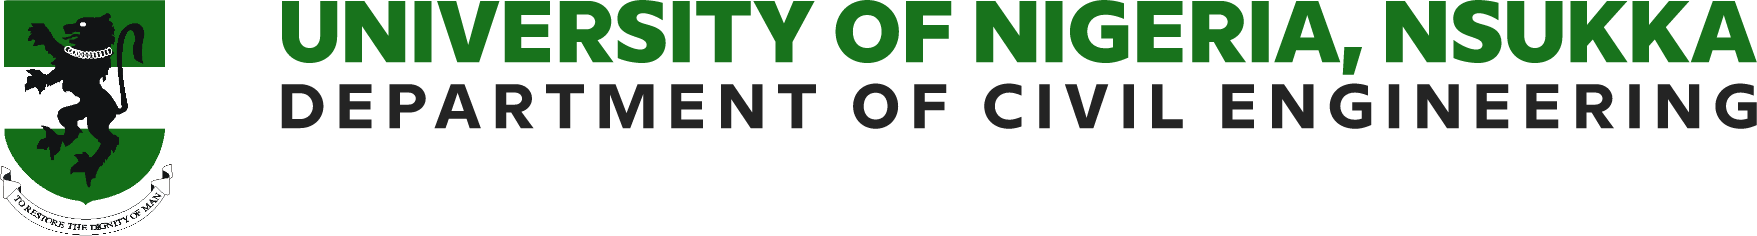 UNIVERSITY OF NIGERIA, NSUKKA
DEPARTMENT OF CIVIL ENGINEERING
TO RESTORE THE DIGNITY OF MAN